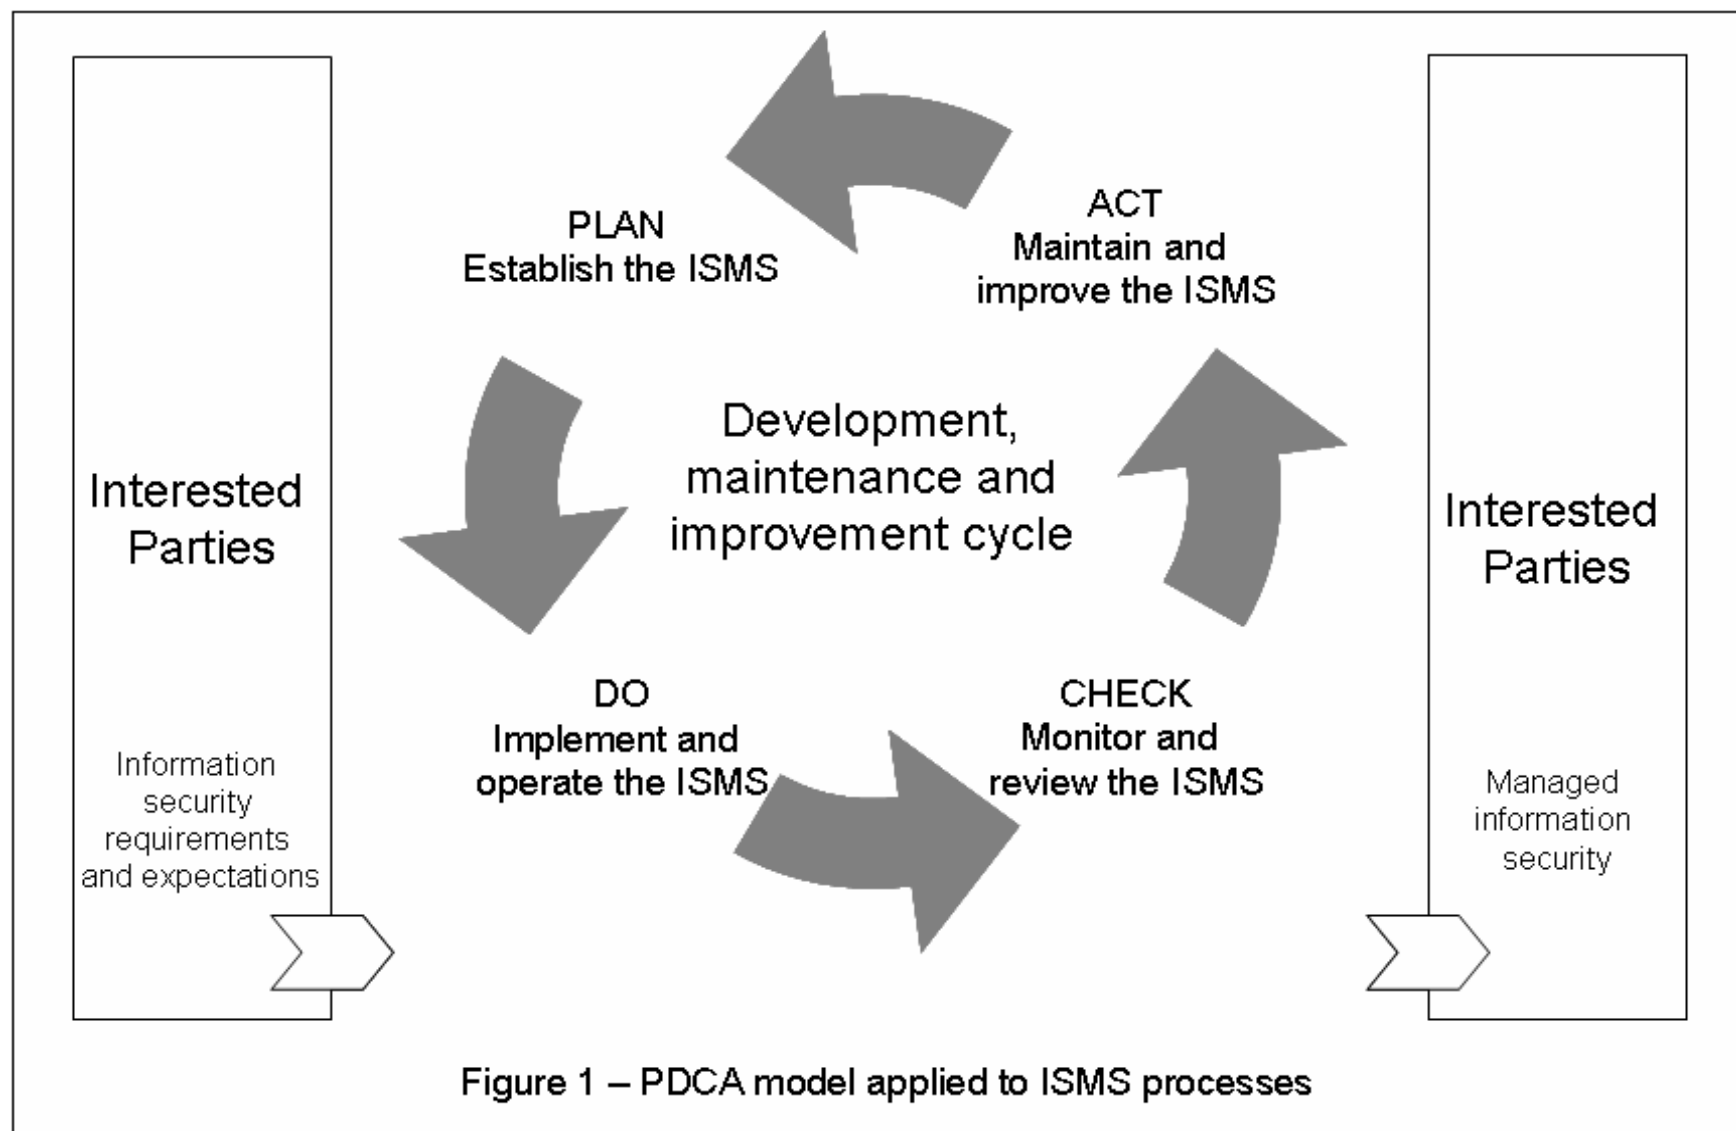 PLAN
Establish the ISMS
ACT
Maintain and
improve the ISMS
Development,
maintenance and
improvement cycle
Interested
Parties
Interested
Parties
DO
Implement and
operate the ISMS
CHECK
Monitor and
review the ISMS
Information
security
requirements
and expectations
Managed
information
security
Figure 1 – PDCA model applied to ISMS processes